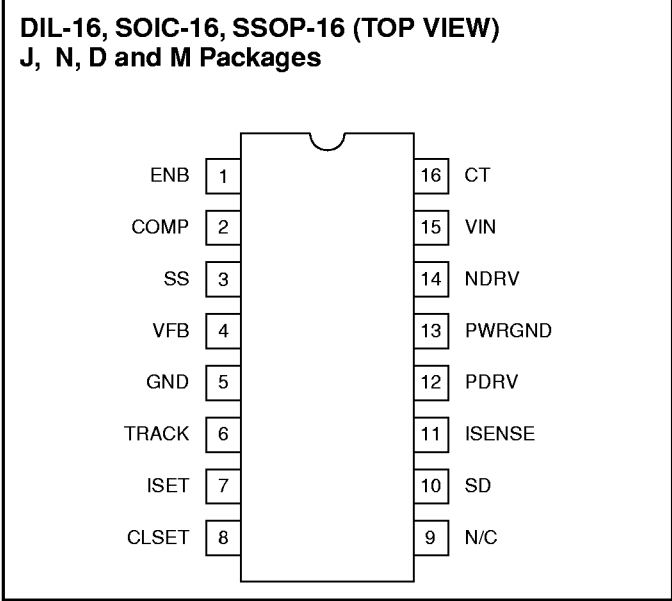 DIL-16, SOIC-16, SSOP-16 (TOP VIEW)
J, N, D and M Packages
ENB 1 16 CT
COMP 2 15 VIN
SS 3 14 NDRV
VFB 4 13 PWRGND
GND 5 12 PDRV
TRACK 6 11 ISENSE
ISET 7 10 SD
CLSET 8 9 N/C